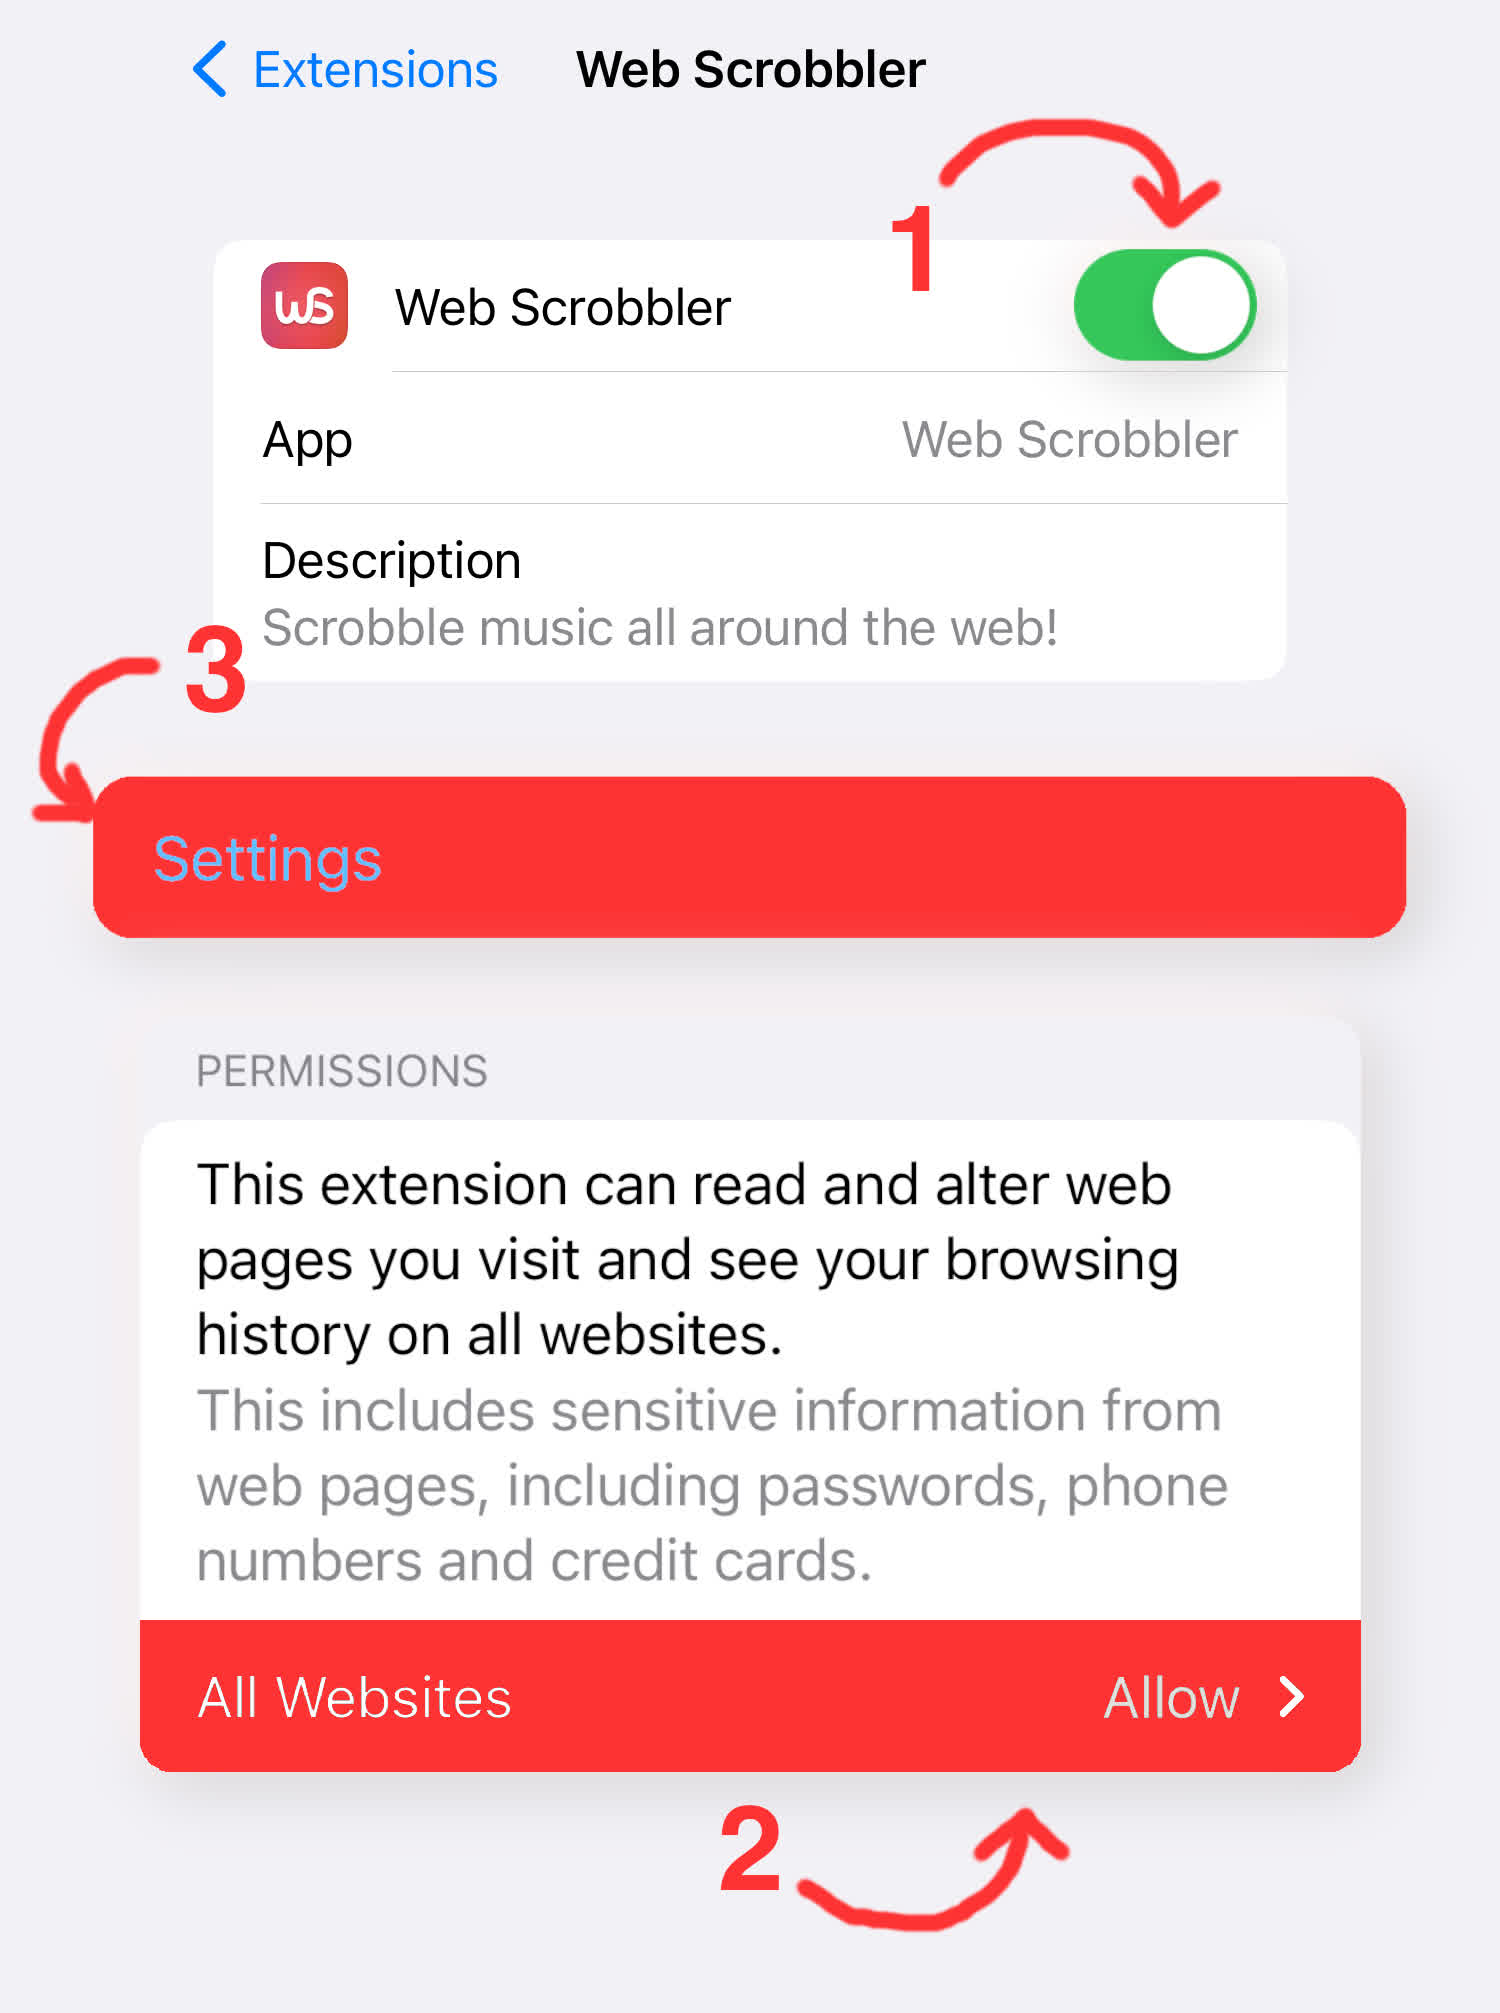 Extensions Web Scrobbler
1
WS Web Scrobbler
App Web Scrobbler
Description
Scrobble music all around the web!
3
Settings
PERMISSIONS
This extension can read and alter web
pages you visit and see your browsing
history on all websites.
This includes sensitive information from
web pages, including passwords, phone
numbers and credit cards.
All Websites Allow
2